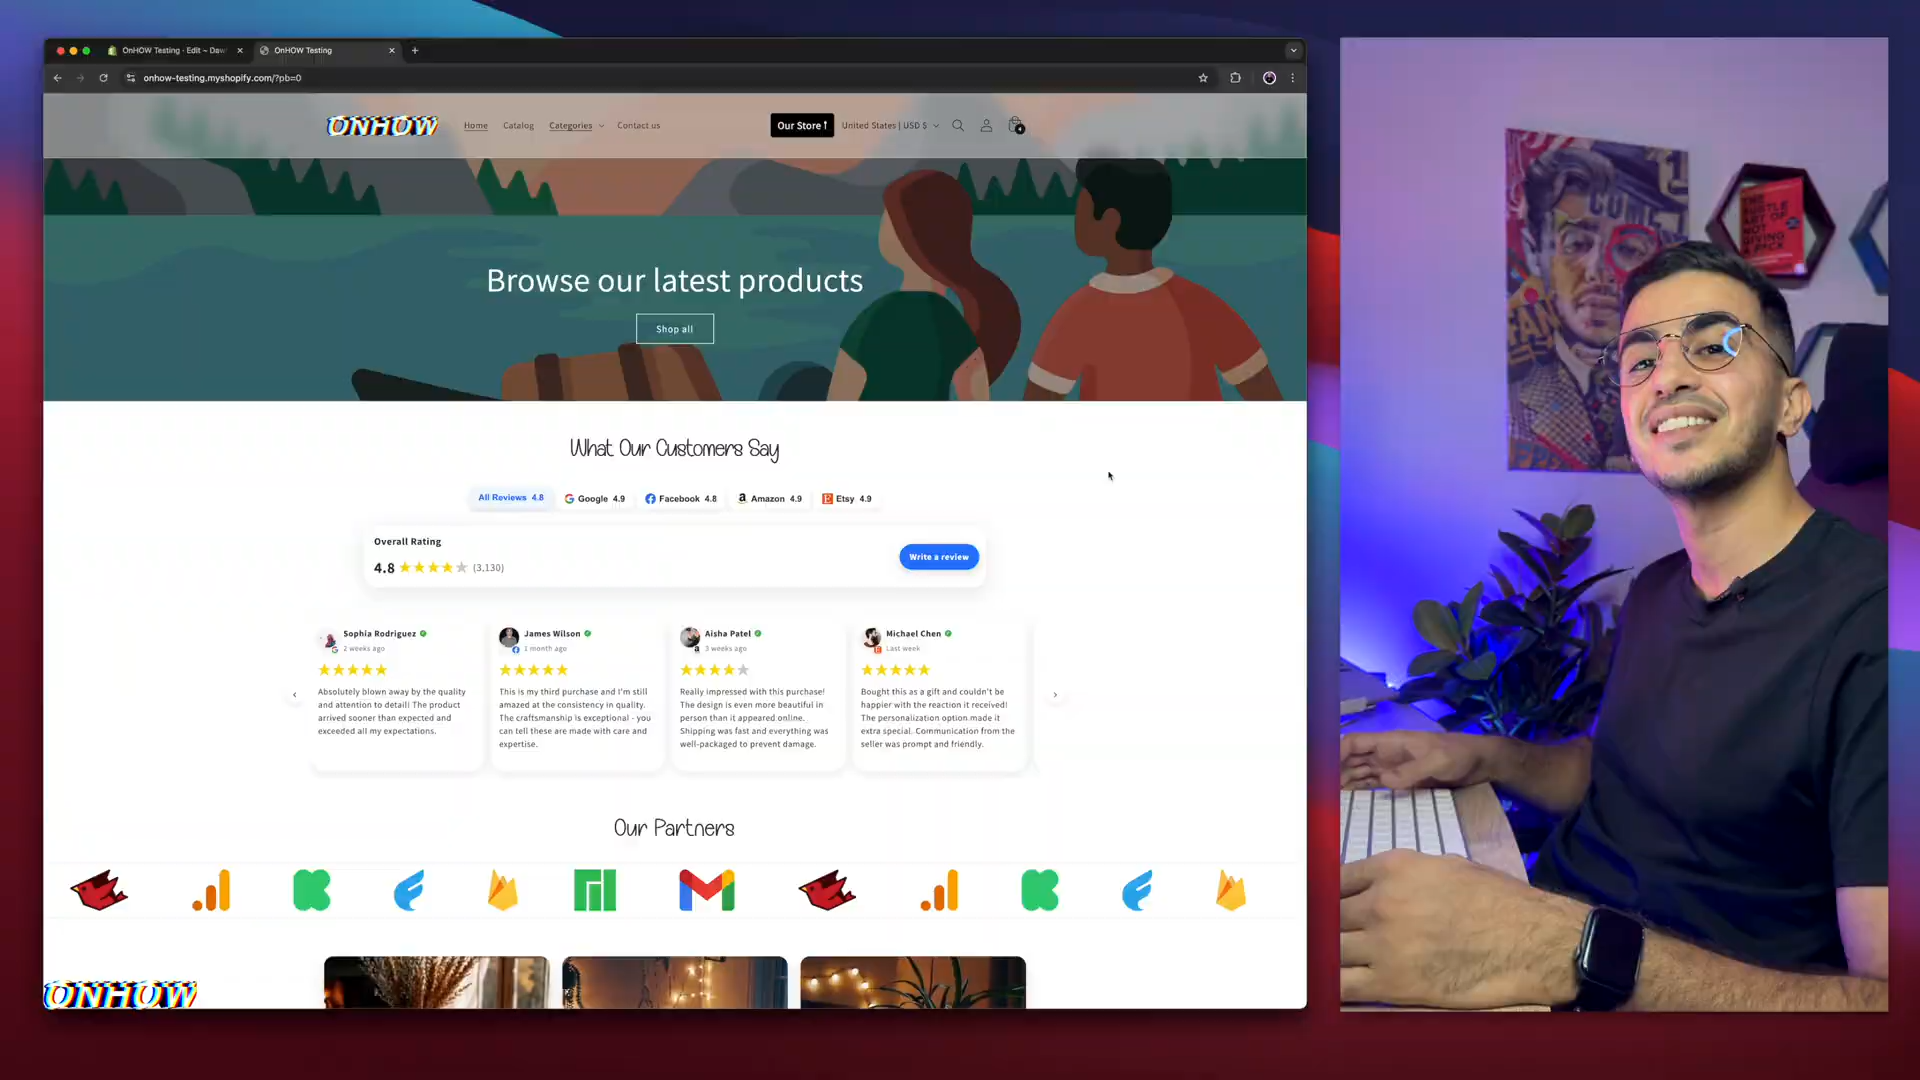 OnHOW Testing · Edit ~ Daw
OnHOW Testing
onhow-testing.myshopify.com/?pb=0
ONHOW
Home
Catalog
Categories
Contact us
Our Store !
United States | USD $
4
Browse our latest products
Shop all
What Our Customers Say
All Reviews 4.8
Google 4.9
Facebook 4.8
Amazon 4.9
Etsy 4.9
Overall Rating
4.8 ★★★★★ (3,130)
Write a review
Sophia Rodriguez
2 weeks ago
Absolutely blown away by the quality
and attention to detail! The product
arrived sooner than expected and
exceeded all my expectations.
James Wilson
1 month ago
This is my third purchase and I'm still
amazed at the consistency in quality.
The craftsmanship is exceptional - you
can tell these are made with care and
expertise.
Aisha Patel
3 weeks ago
Really impressed with this purchase!
The design is even more beautiful in
person than it appeared online.
Shipping was fast and everything was
well-packaged to prevent damage.
Michael Chen
Last week
Bought this as a gift and couldn't be
happier with the reaction it received!
The personalization option made it
extra special. Communication from the
seller was prompt and friendly.
Our Partners
ONHOW
THE
SUBTLE
ART OF
NOT
GIVING
A F*CK